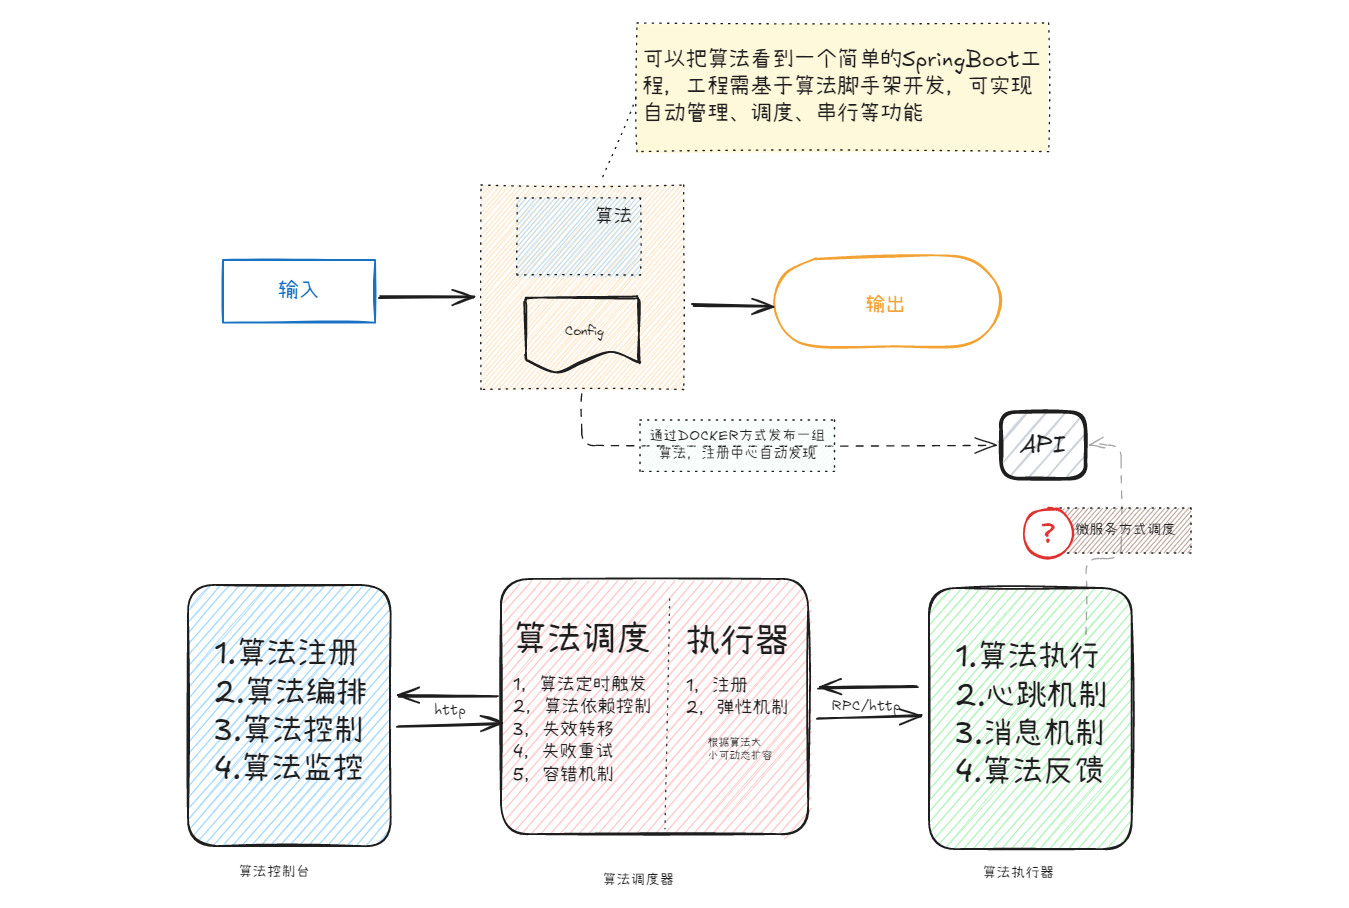 可以把算法看到一个简单的SpringBoot工
程，工程需基于算法脚手架开发，可实现
自动管理、调度、串行等功能
算法
输入
Config
输出
通过DOCKER方式发布一组
算法，注册中心自动发现
API
?
微服务方式调度
1.算法注册
2.算法编排
3.算法控制
4.算法监控
算法控制台
http
算法调度
1，算法定时触发
2，算法依赖控制
3，失效转移
4，失败重试
5，容错机制
执行器
1，注册
2，弹性机制
根据算法大
小可动态扩容
算法调度器
RPC/http
1.算法执行
2.心跳机制
3.消息机制
4.算法反馈
算法执行器